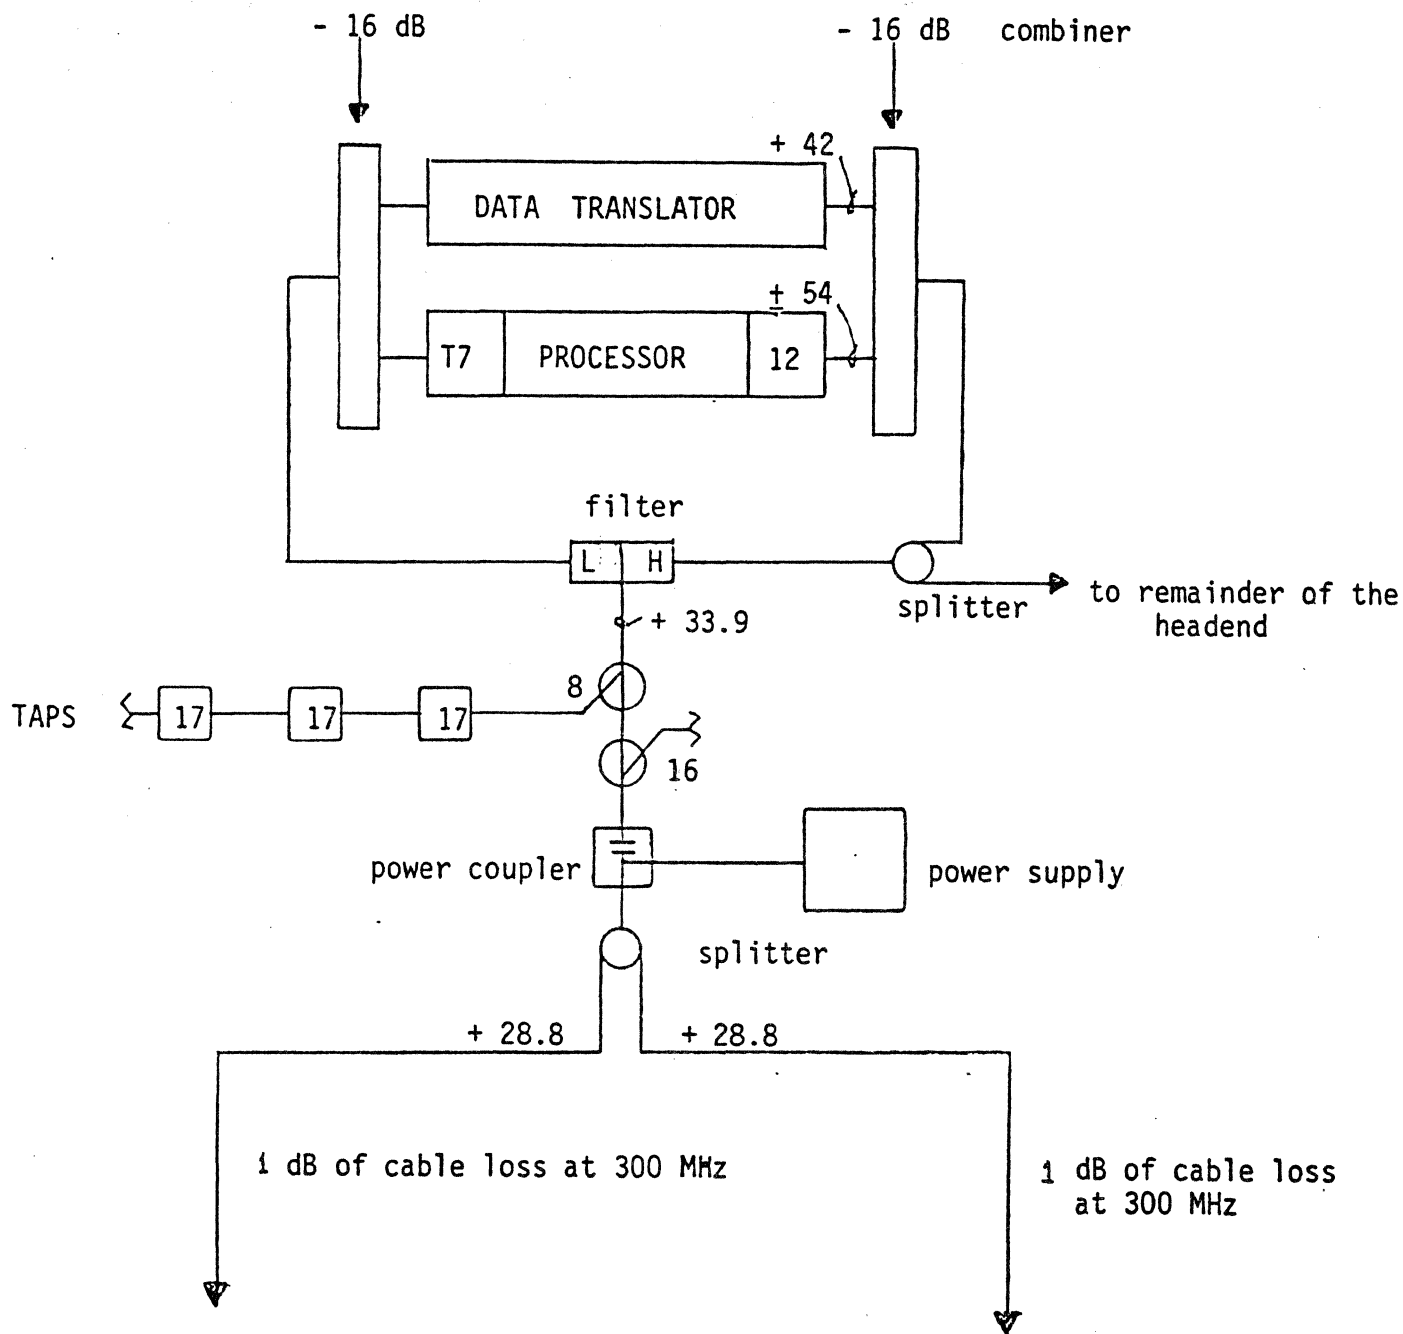 - 16 dB
- 16 dB combiner
+ 42
DATA TRANSLATOR
± 54
T7
PROCESSOR
12
filter
L
H
splitter
to remainder of the
headend
+ 33.9
8
TAPS
17
17
17
16
power coupler
power supply
splitter
+ 28.8
+ 28.8
1 dB of cable loss at 300 MHz
1 dB of cable loss
at 300 MHz